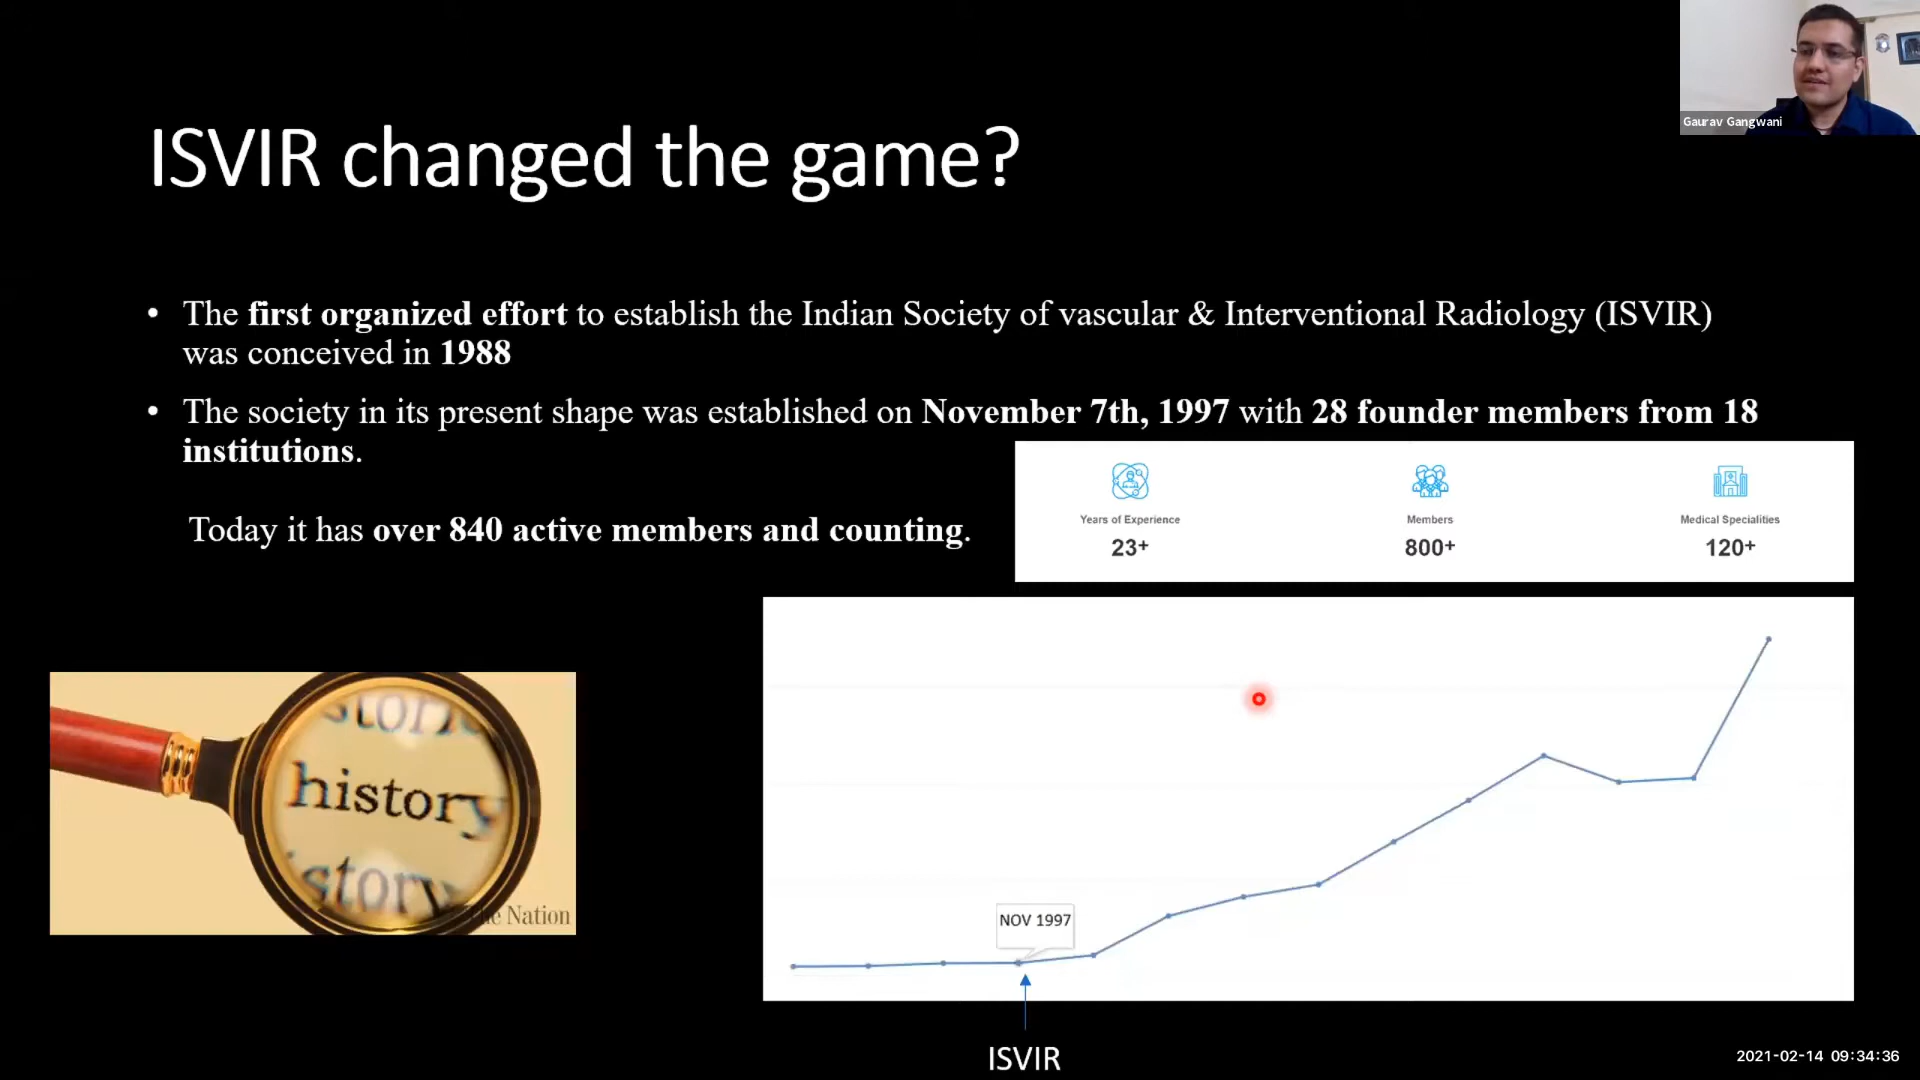 Gaurav Gangwani
ISVIR changed the game?
• The first organized effort to establish the Indian Society of vascular & Interventional Radiology (ISVIR)
was conceived in 1988
• The society in its present shape was established on November 7th, 1997 with 28 founder members from 18
institutions.
Today it has over 840 active members and counting.
Years of Experience
23+
Members
800+
Medical Specialities
120+
history
Nation
NOV 1997
ISVIR
2021-02-14 09:34:36